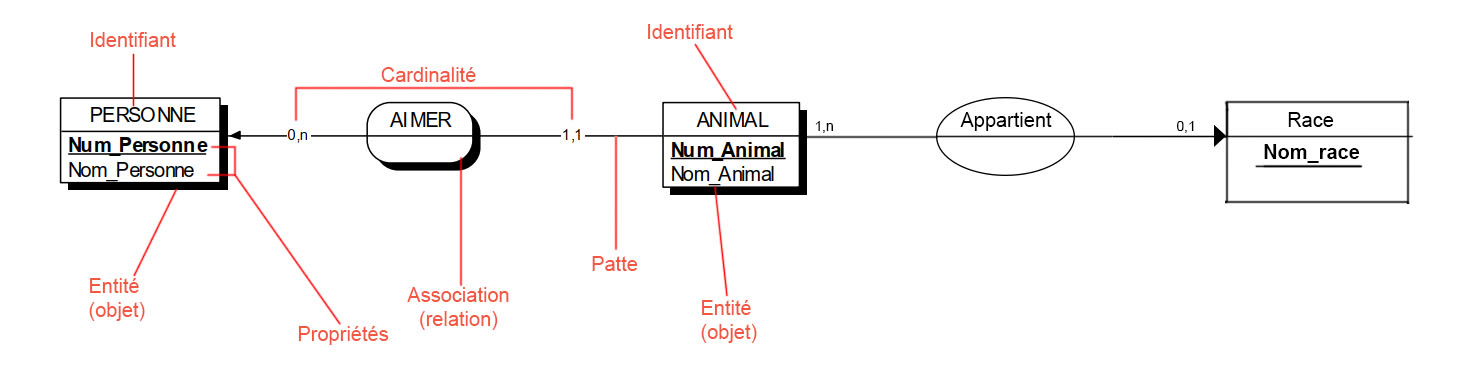 Identifiant
Identifiant
Cardinalité
PERSONNE
Num_Personne
Nom_Personne
0,n
AIMER
1,1
ANIMAL
Num_Animal
Nom_Animal
1,n
Appartient
0,1
Race
Nom_race
Patte
Entité
(objet)
Propriétés
Association
(relation)
Entité
(objet)